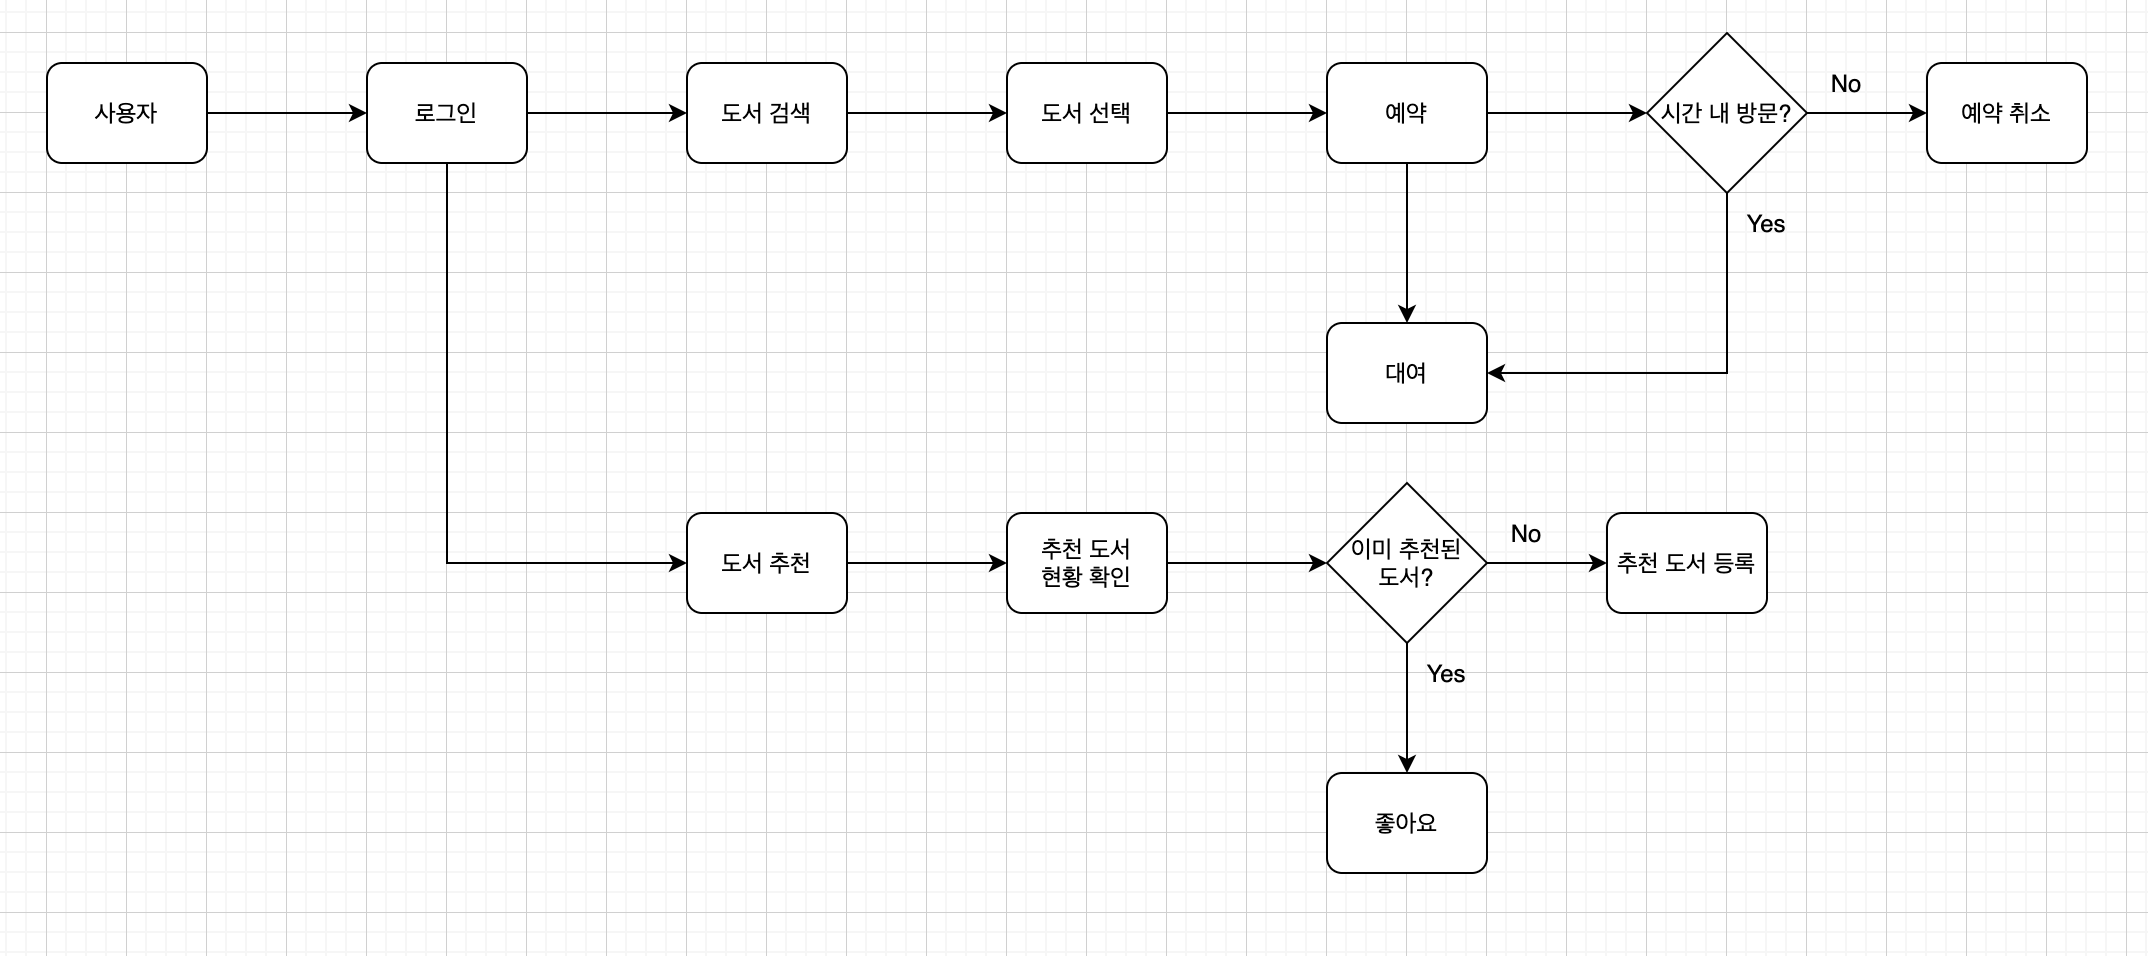 사용자
로그인
도서 검색
도서 선택
예약
시간 내 방문?
No
예약 취소
Yes
대여
도서 추천
추천 도서
현황 확인
이미 추천된
도서?
No
추천 도서 등록
Yes
좋아요